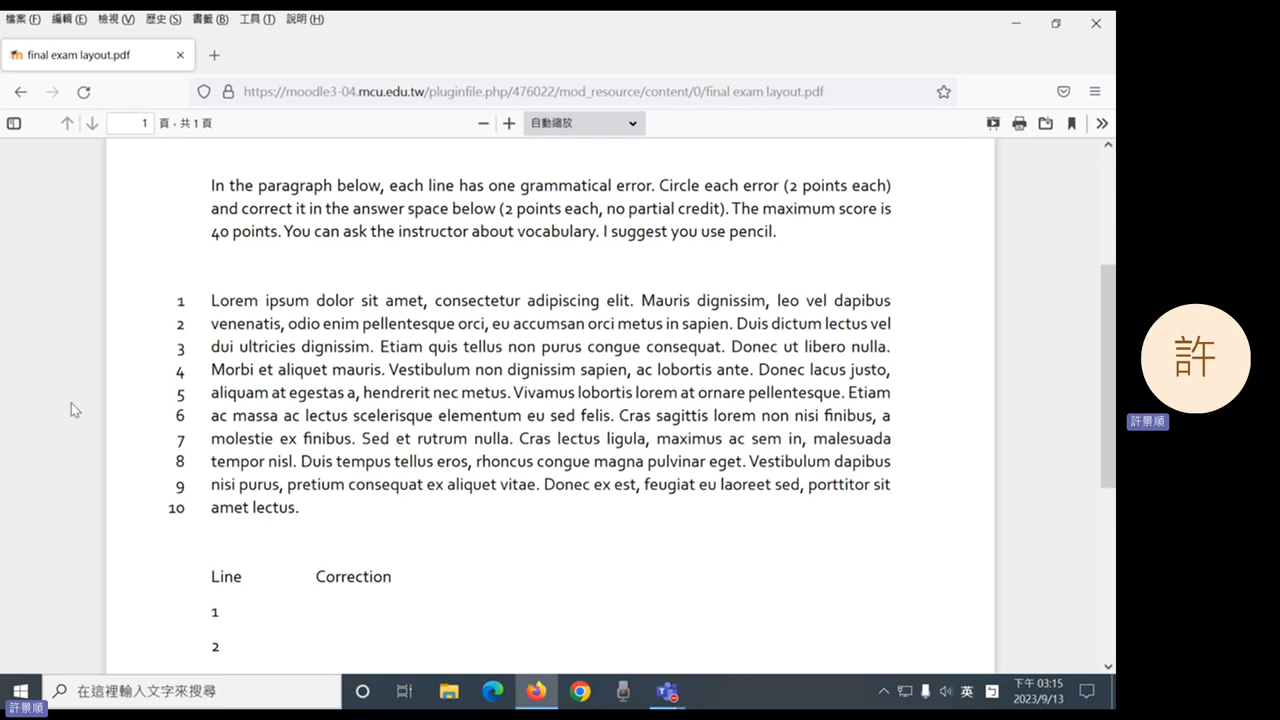 檔案(F) 編輯(E) 檢視(V) 歷史(S) 書籤(B) 工具(T) 說明(H)
final exam layout.pdf
https://moodle3-04.mcu.edu.tw/pluginfile.php/476022/mod_resource/content/0/final exam layout.pdf
1 頁,共 1 頁
自動縮放
In the paragraph below, each line has one grammatical error. Circle each error (2 points each)
and correct it in the answer space below (2 points each, no partial credit). The maximum score is
40 points. You can ask the instructor about vocabulary. I suggest you use pencil.
1 Lorem ipsum dolor sit amet, consectetur adipiscing elit. Mauris dignissim, leo vel dapibus
2 venenatis, odio enim pellentesque orci, eu accumsan orci metus in sapien. Duis dictum lectus vel
3 dui ultricies dignissim. Etiam quis tellus non purus congue consequat. Donec ut libero nulla.
4 Morbi et aliquet mauris. Vestibulum non dignissim sapien, ac lobortis ante. Donec lacus justo,
5 aliquam at egestas a, hendrerit nec metus. Vivamus lobortis lorem at ornare pellentesque. Etiam
6 ac massa ac lectus scelerisque elementum eu sed felis. Cras sagittis lorem non nisi finibus, a
7 molestie ex finibus. Sed et rutrum nulla. Cras lectus ligula, maximus ac sem in, malesuada
8 tempor nisl. Duis tempus tellus eros, rhoncus congue magna pulvinar eget. Vestibulum dapibus
9 nisi purus, pretium consequat ex aliquet vitae. Donec ex est, feugiat eu laoreet sed, porttitor sit
10 amet lectus.
Line Correction
1
2
許
許景順
在這裡輸入文字來搜尋
英
下午 03:15
2023/9/13
許景順